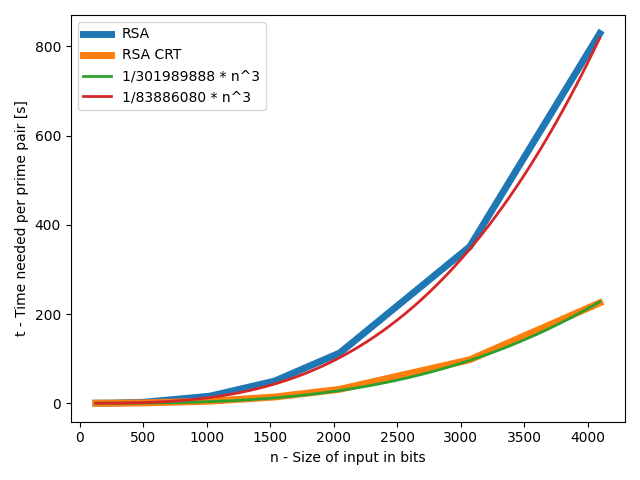 RSA
RSA CRT
1/301989888 * n^3
1/83886080 * n^3
t - Time needed per prime pair [s]
800
600
400
200
0
0 500 1000 1500 2000 2500 3000 3500 4000
n - Size of input in bits